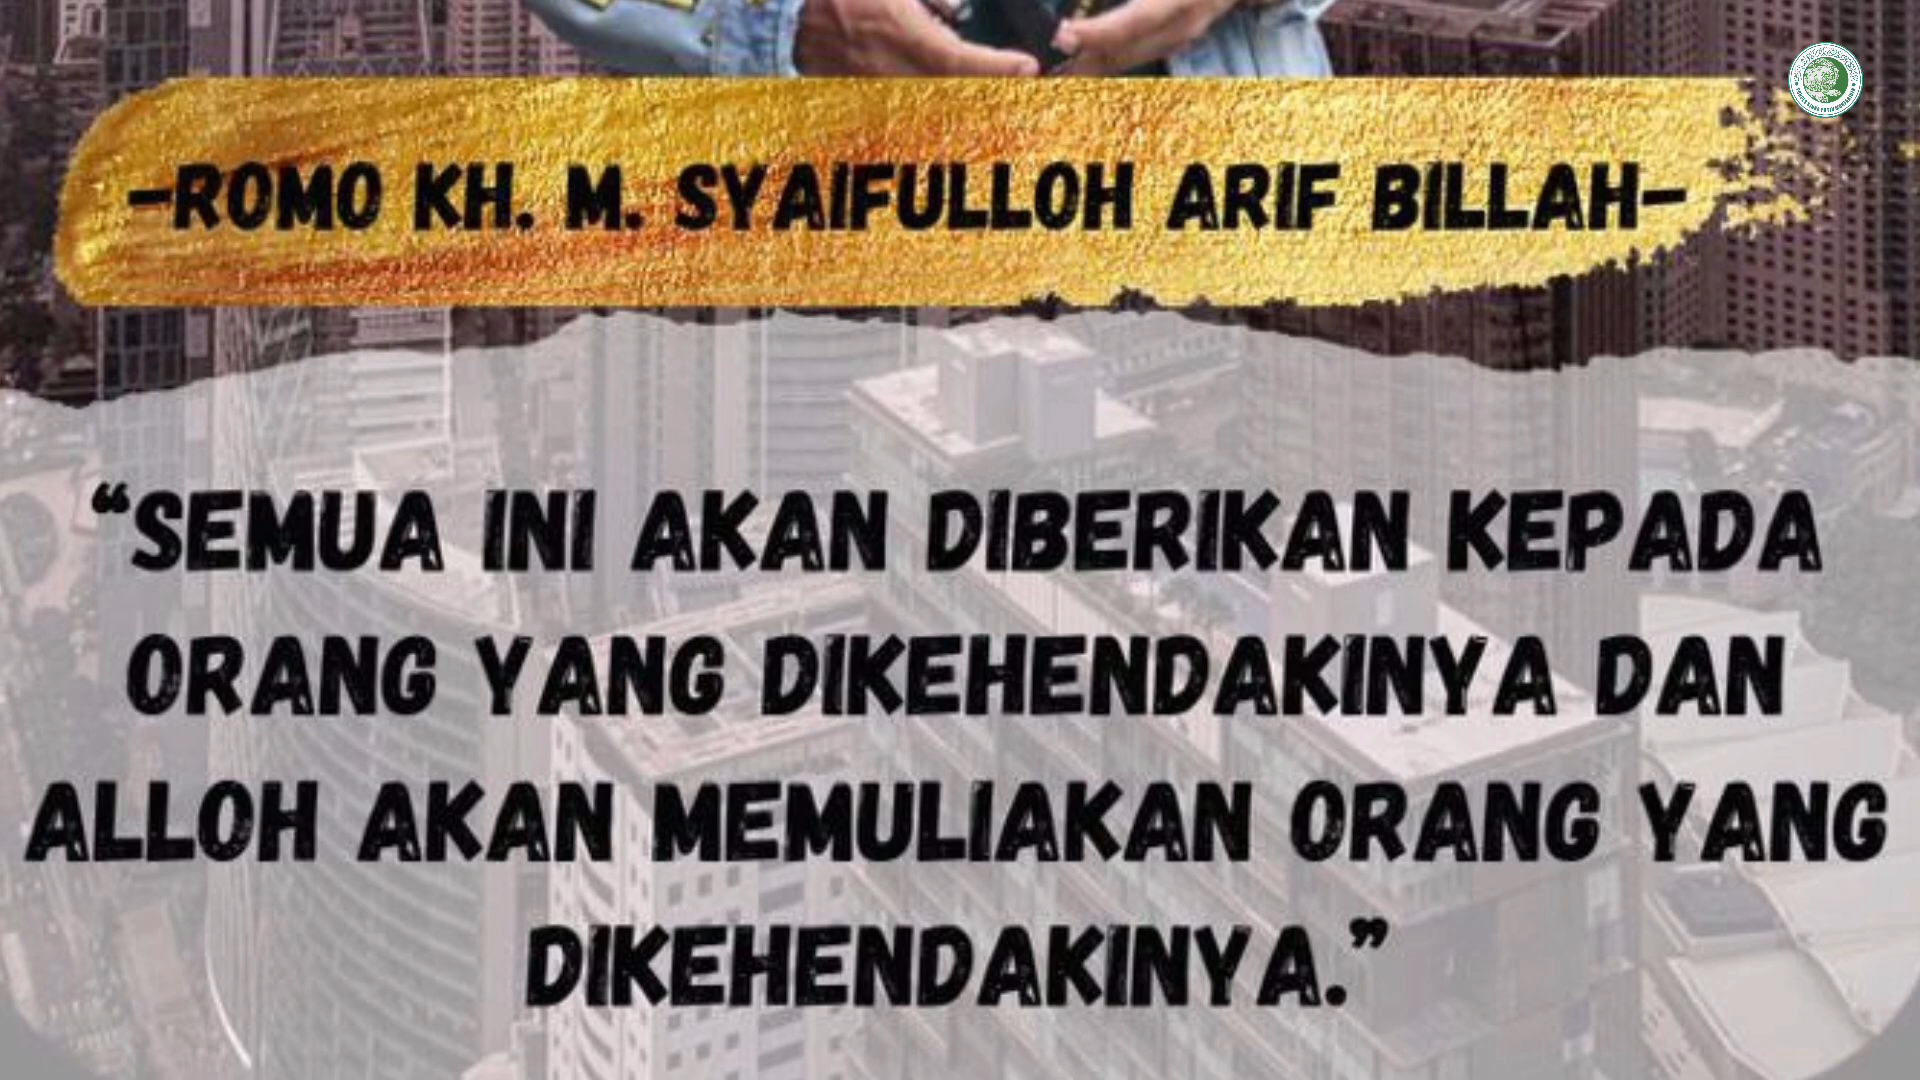 -ROMO KH. M. SYAIFULLOH ARIF BILLAH-
“SEMUA INI AKAN DIBERIKAN KEPADA
ORANG YANG DIKEHENDAKINYA DAN
ALLOH AKAN MEMULIAKAN ORANG YANG
DIKEHENDAKINYA.”